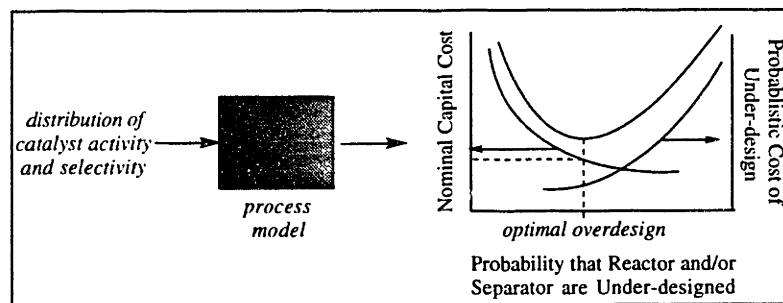 distribution of
catalyst activity
and selectivity
process
model
Nominal Capital Cost
Probablistic Cost of
Under-design
optimal overdesign
Probability that Reactor and/or
Separator are Under-designed